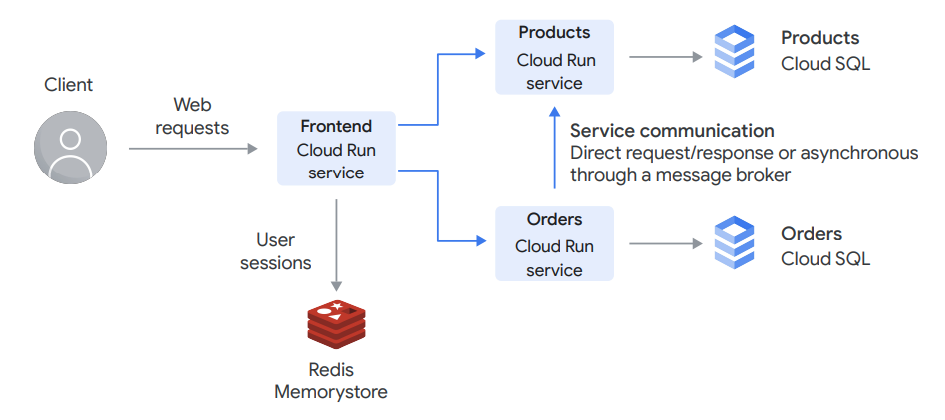 Client
Web
requests
Frontend
Cloud Run
service
User
sessions
Redis
Memorystore
Products
Cloud Run
service
Products
Cloud SQL
Service communication
Direct request/response or asynchronous
through a message broker
Orders
Cloud Run
service
Orders
Cloud SQL